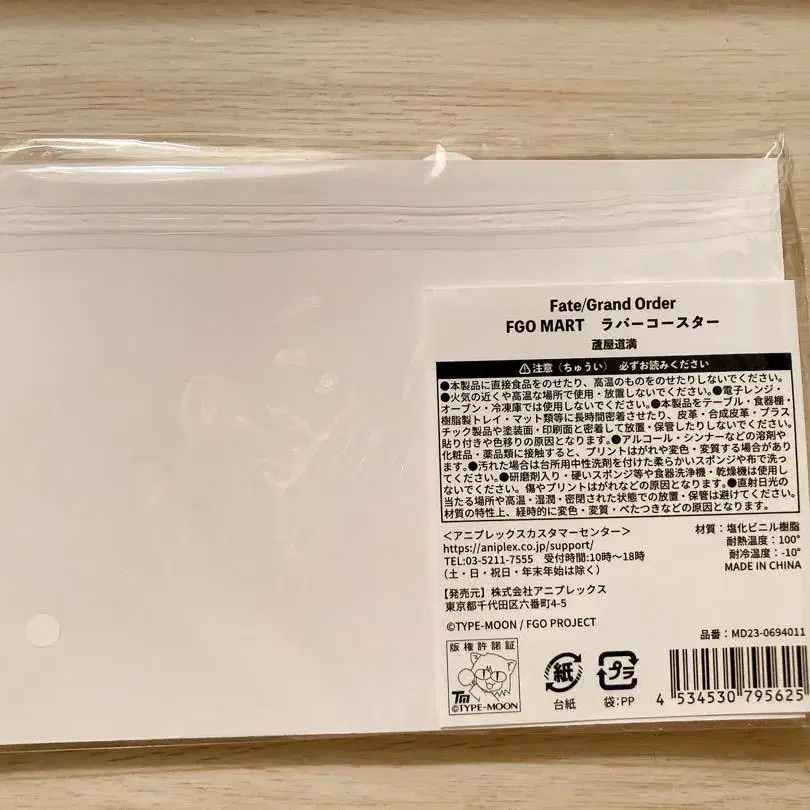 Fate/Grand Order
FGO MART ラバーコースター
蘆屋道満
⚠注意（ちゅうい） 必ずお読みください
●本製品に直接食品をのせたり、高温のものをのせたりしないでください。
●火気の近くや高温な場所で使用・放置しないでください。●電子レンジ・
オーブン・冷凍庫では使用しないでください。●本製品をテーブル・食器棚・
樹脂製トレイ・マット類等に長時間密着させたり、皮革・合成皮革・プラス
チック製品や塗装面・印刷面と密着して放置・保管したりしないでください。
貼り付きや色移りの原因となります。●アルコール・シンナーなどの溶剤や
化粧品・薬品類に接触すると、プリントはがれや変色・変質する場合があり
ます。●汚れた場合は台所用中性洗剤を付けた柔らかいスポンジや布で洗っ
てください。●研磨剤入り・硬いスポンジ等や食器洗浄機・乾燥機は使用し
ないでください。傷やプリントはがれなどの原因となります。●直射日光の
当たる場所や高温・湿潤・密閉された状態での放置・保管は避けてください。
材質の特性上、経時的に変色・変質・べたつきなどの原因となります。
＜アニプレックスカスタマーセンター＞
https://aniplex.co.jp/support/
TEL:03-5211-7555 受付時間:10時〜18時
（土・日・祝日・年末年始は除く）
材質：塩化ビニル樹脂
耐熱温度：100°
耐冷温度：-10°
MADE IN CHINA
【発売元】株式会社アニプレックス
東京都千代田区六番町4-5
©TYPE-MOON / FGO PROJECT
品番：MD23-0694011
版権許諾証
TM
©TYPE-MOON
紙
台紙
プラ
袋:PP
4 534530 795625